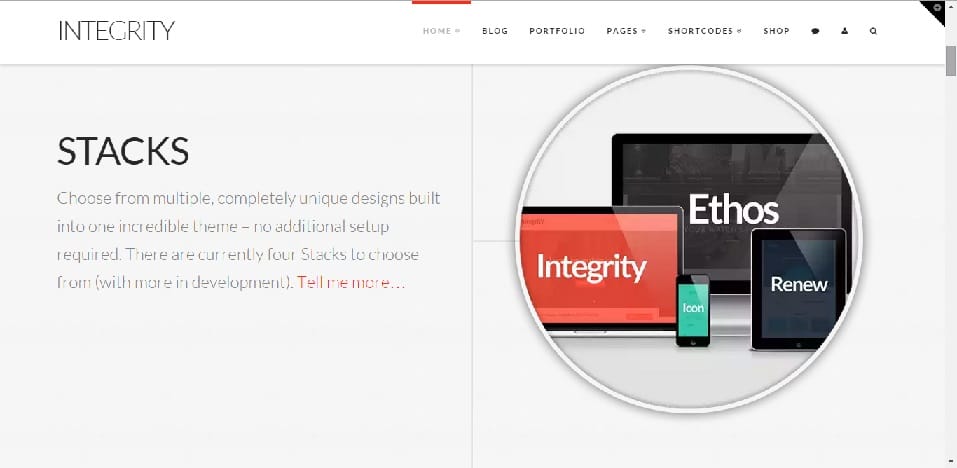 INTEGRITY
HOME BLOG PORTFOLIO PAGES SHORTCODES SHOP
STACKS
Choose from multiple, completely unique designs built
into one incredible theme – no additional setup
required. There are currently four Stacks to choose
from (with more in development). Tell me more…
Ethos
Integrity
Renew
Icon